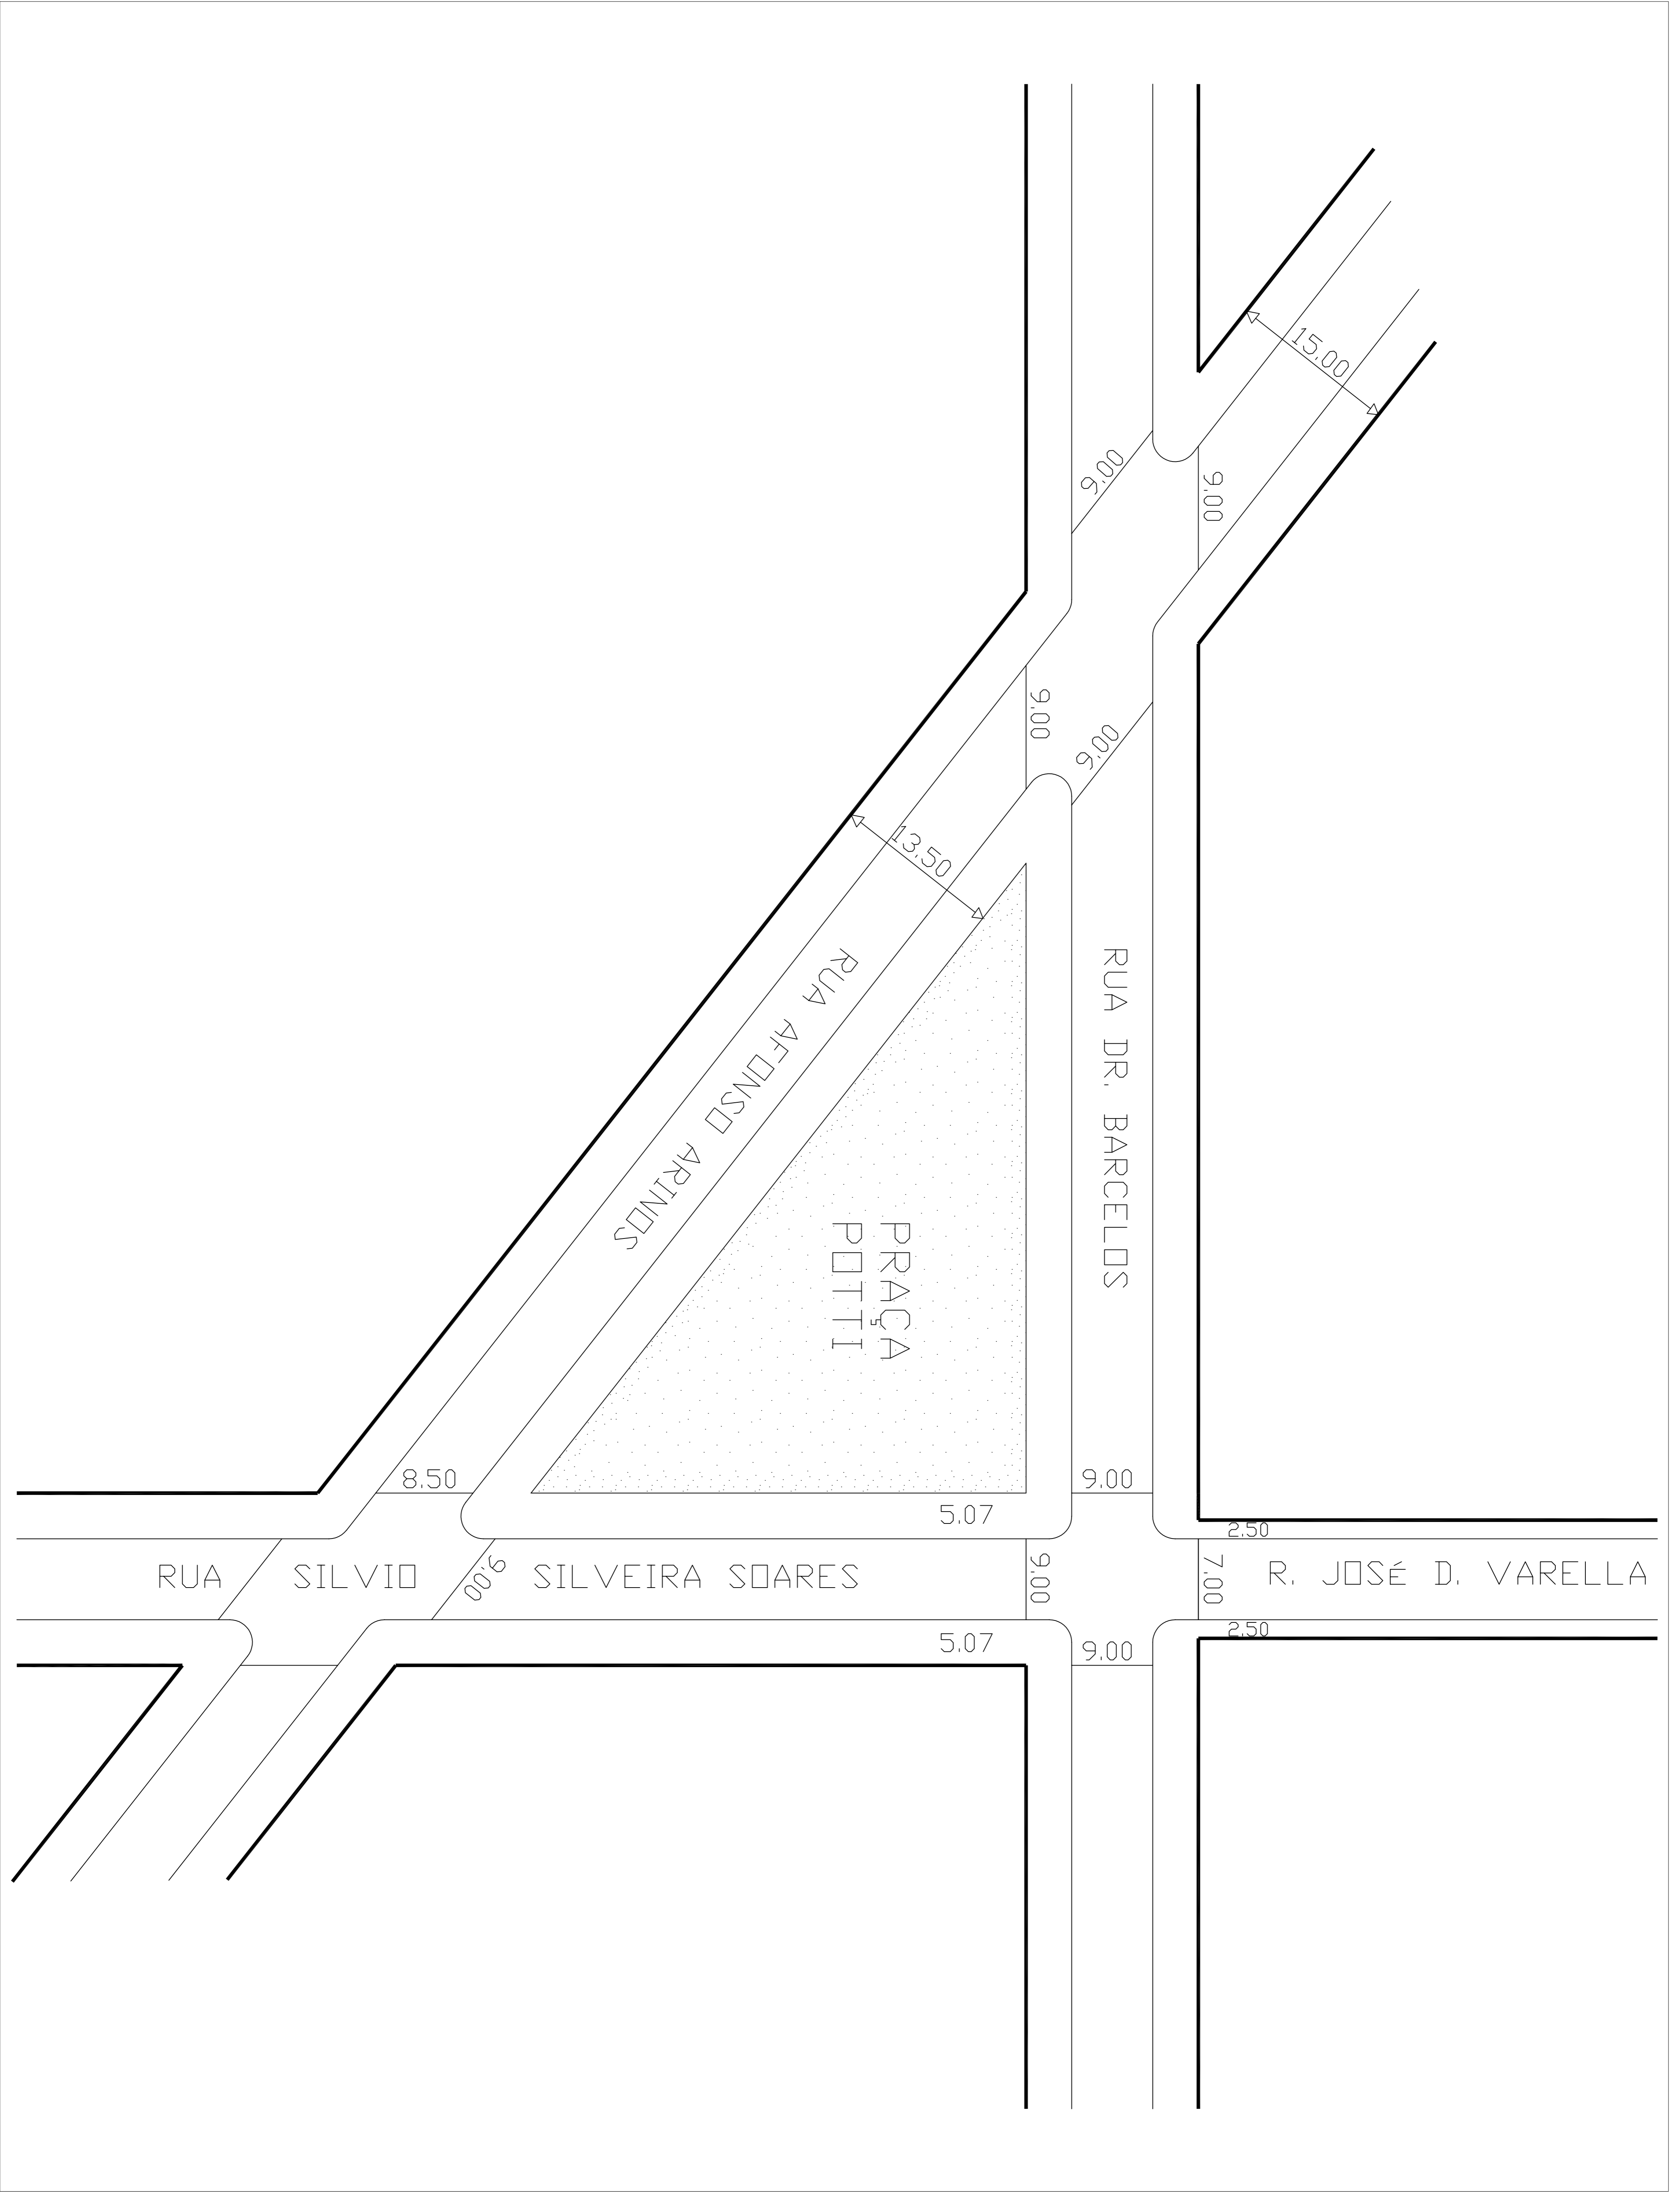 15.00
9.00
9.00
9.00
9.00
13.50
RUA AFONSO ARINOS
RUA DR. BARCELOS
PRAÇA
POTTI
8.50
9.00
5.07
2.50
RUA SILVIO SILVEIRA SOARES
9.00
9.00
7.00
R. JOSÉ D. VARELLA
5.07
9.00
2.50